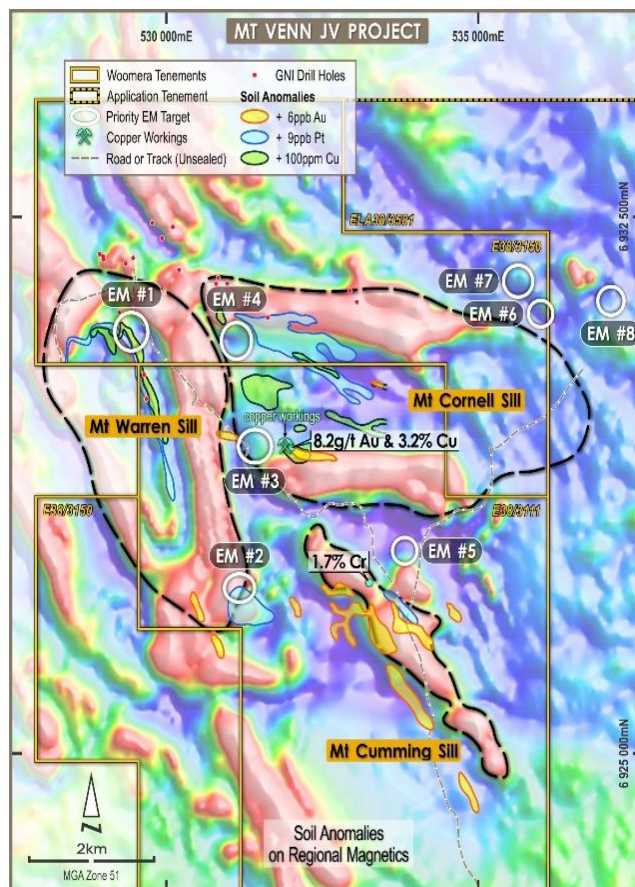 530 000mE
535 000mE
MT VENN JV PROJECT
Woomera Tenements
Application Tenement
Priority EM Target
Copper Workings
Road or Track (Unsealed)
GNI Drill Holes
Soil Anomalies
+ 6ppb Au
+ 9ppb Pt
+ 100ppm Cu
6 932 500mN
ELA38/3581
E38/3150
EM #7
EM #1
EM #4
EM #6
EM #8
Mt Cornell Sill
copper workings
Mt Warren Sill
8.2g/t Au & 3.2% Cu
EM #3
E38/3150
E38/3111
EM #5
EM #2
1.7% Cr
Mt Cumming Sill
6 925 000mN
N
2km
MGA Zone 51
Soil Anomalies
on Regional Magnetics